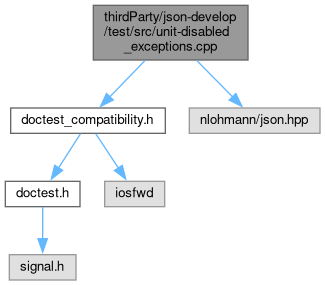 thirdParty/json-develop
/test/src/unit-disabled
_exceptions.cpp
doctest_compatibility.h
nlohmann/json.hpp
doctest.h
iosfwd
signal.h